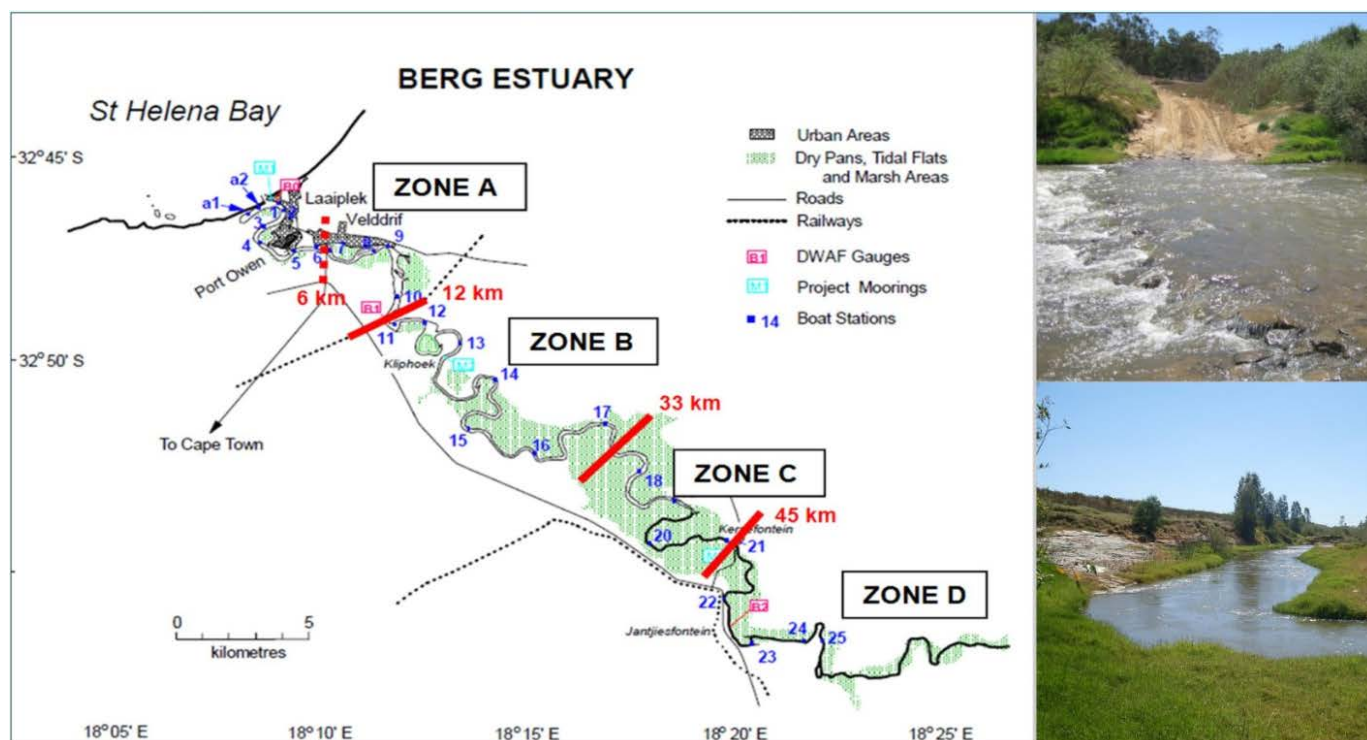 BERG ESTUARY
St Helena Bay
32°45' S
ZONE A
Urban Areas
Dry Pans, Tidal Flats
and Marsh Areas
Roads
Railways
DWAF Gauges
Project Moorings
14 Boat Stations
a2
a1
Laaiplek
Velddrif
1
3
4
5
6
7
8
9
Port Owen
6 km
10
12 km
B1
11
12
13
Kliphoek
ZONE B
32°50' S
14
To Cape Town
15
16
17
33 km
18
ZONE C
45 km
20
21
22
B2
Jantjiesfontein
23
24
25
ZONE D
0 5
kilometres
18°05' E
18°10' E
18°15' E
18°20' E
18°25' E